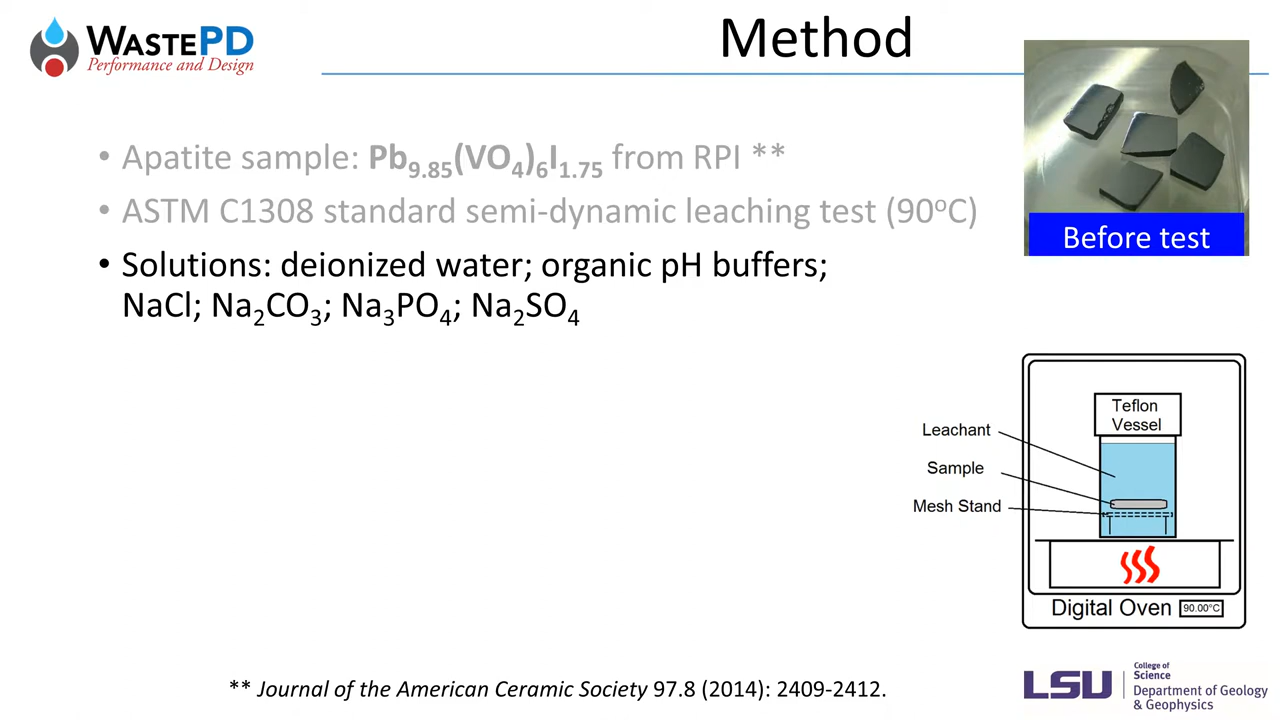 WASTEPD
Performance and Design
Method
• Apatite sample: Pb9.85(VO4)6I1.75 from RPI **
• ASTM C1308 standard semi-dynamic leaching test (90oC)
• Solutions: deionized water; organic pH buffers;
NaCl; Na2CO3; Na3PO4; Na2SO4
Before test
Teflon
Vessel
Leachant
Sample
Mesh Stand
Digital Oven 90.00°C
** Journal of the American Ceramic Society 97.8 (2014): 2409-2412.
LSU
College of
Science
Department of Geology
& Geophysics